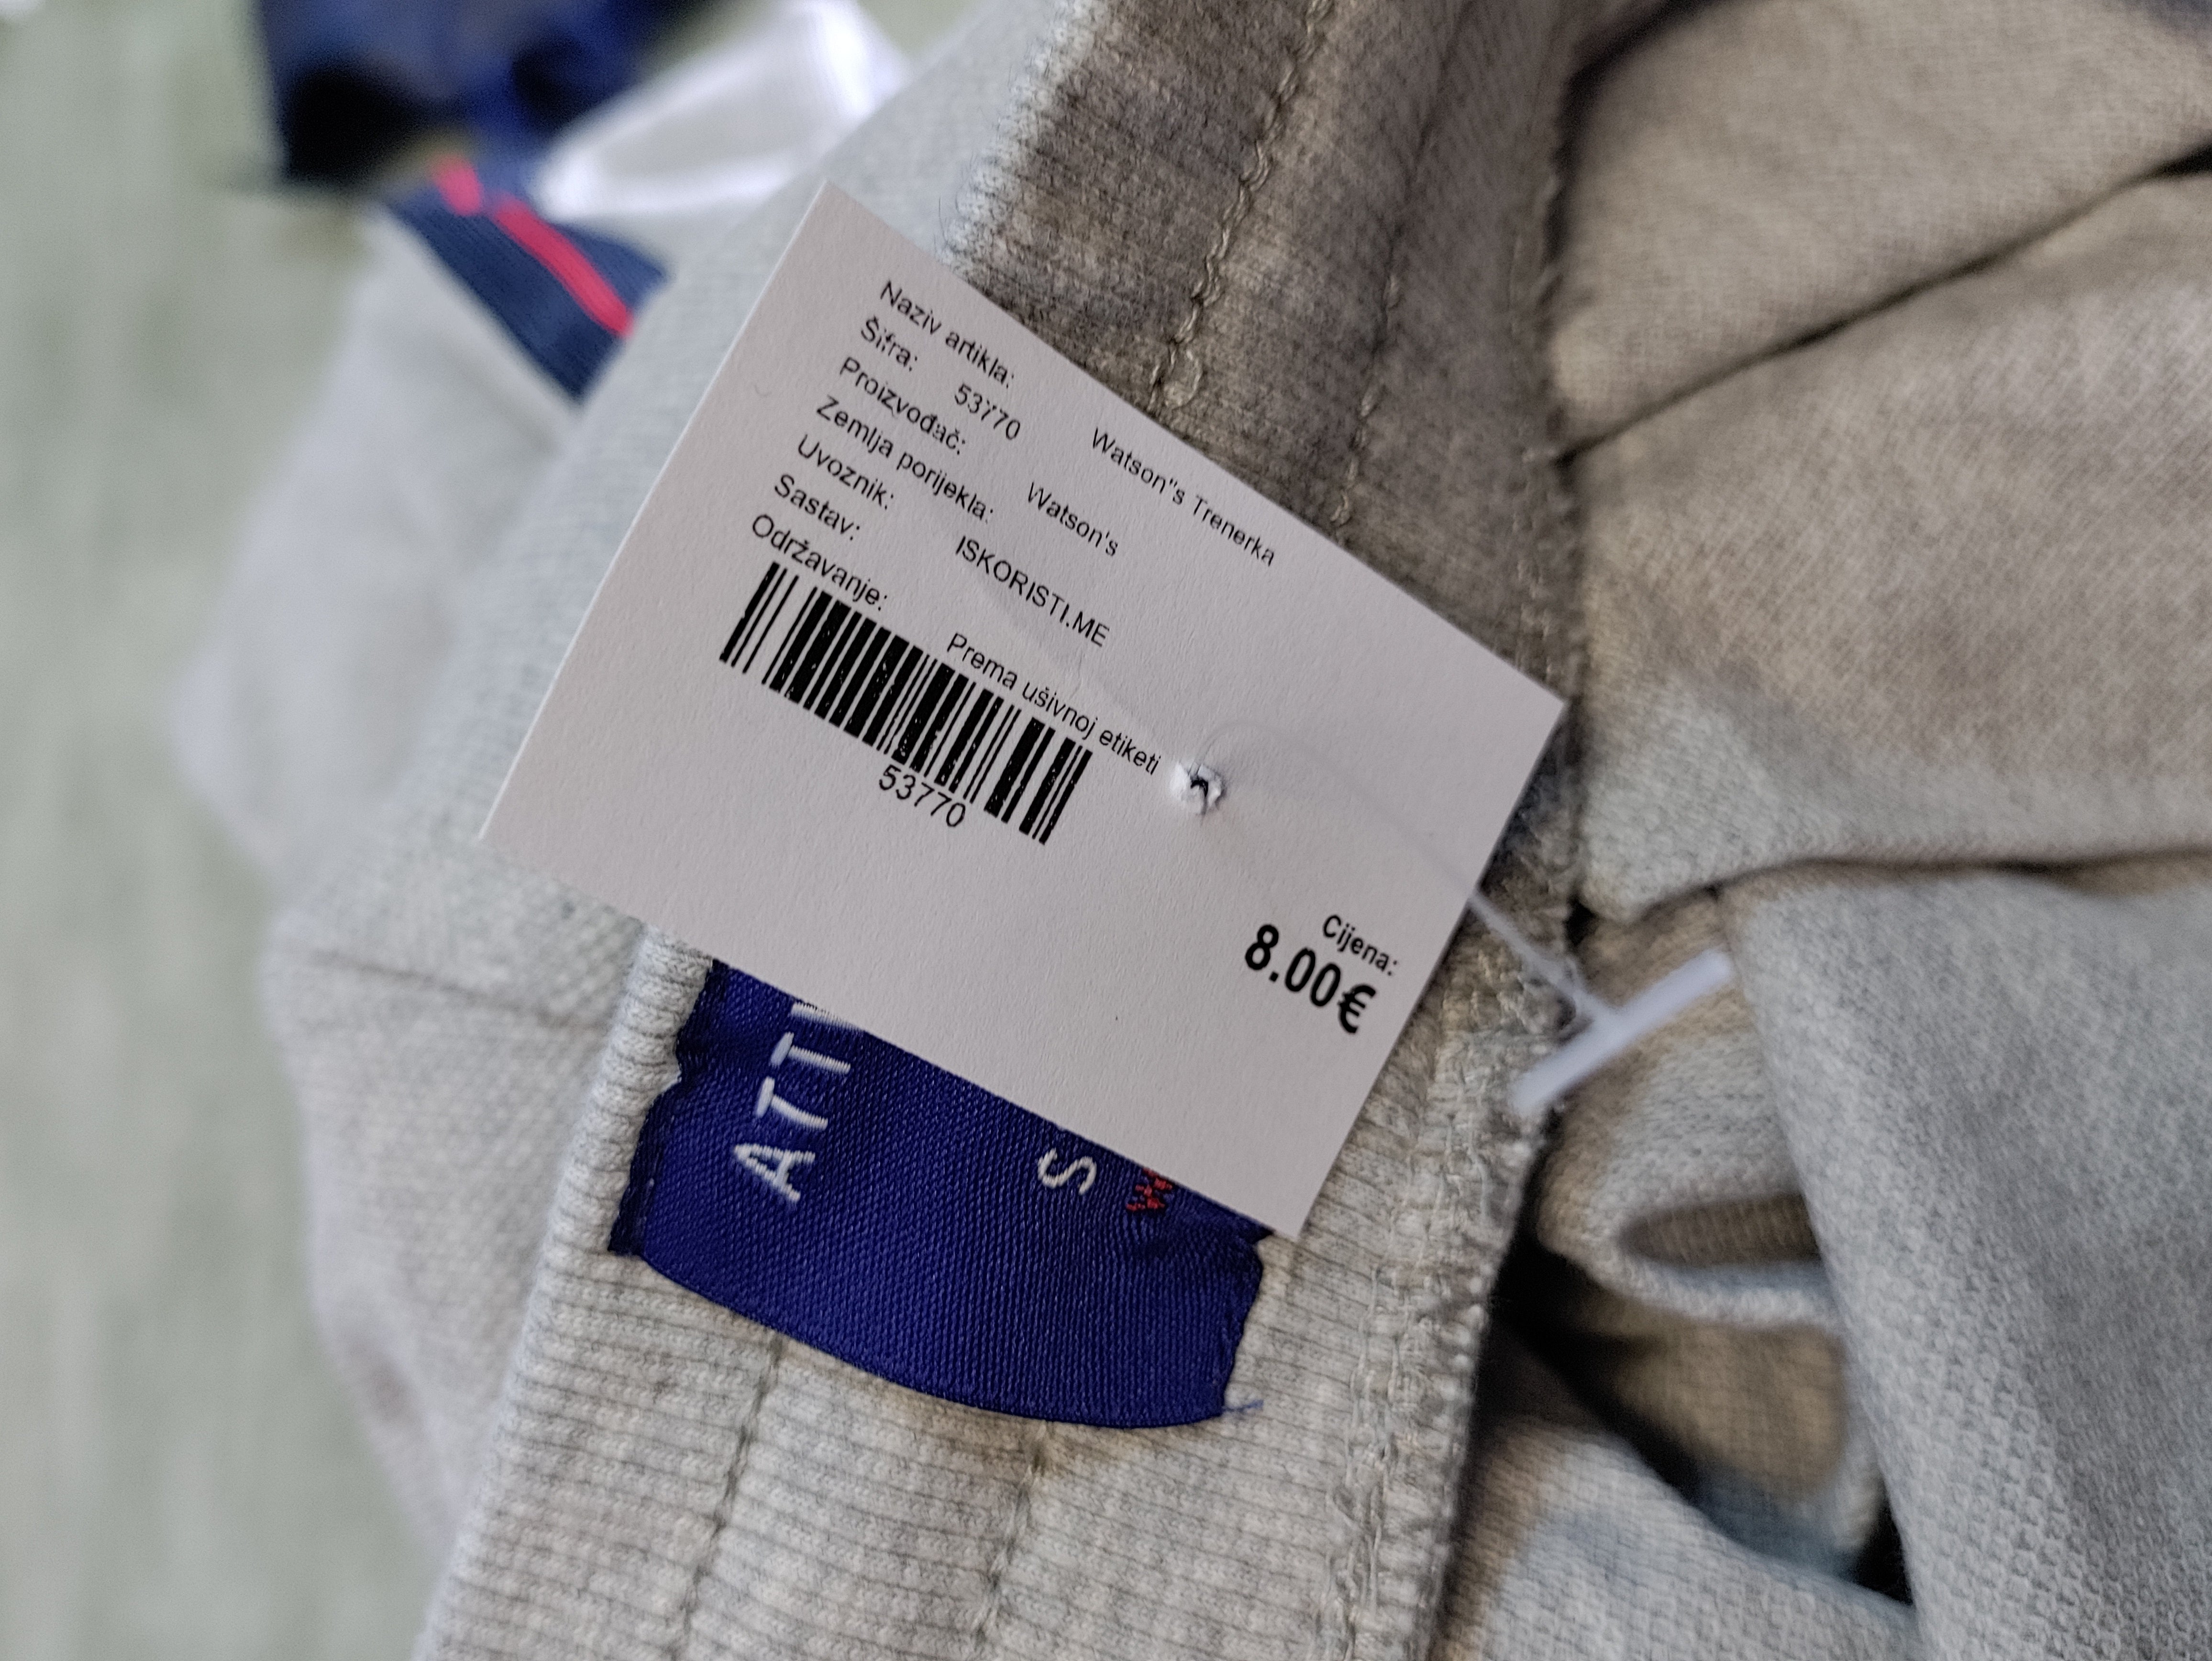 Naziv artikla: Watson"s Trenerka
Šifra: 53770
Proizvođač: Watson's
Zemlja porijekla:
Uvoznik: ISKORISTI.ME
Sastav:
Održavanje: Prema ušivnoj etiketi
53770
Cijena:
8.00€
S